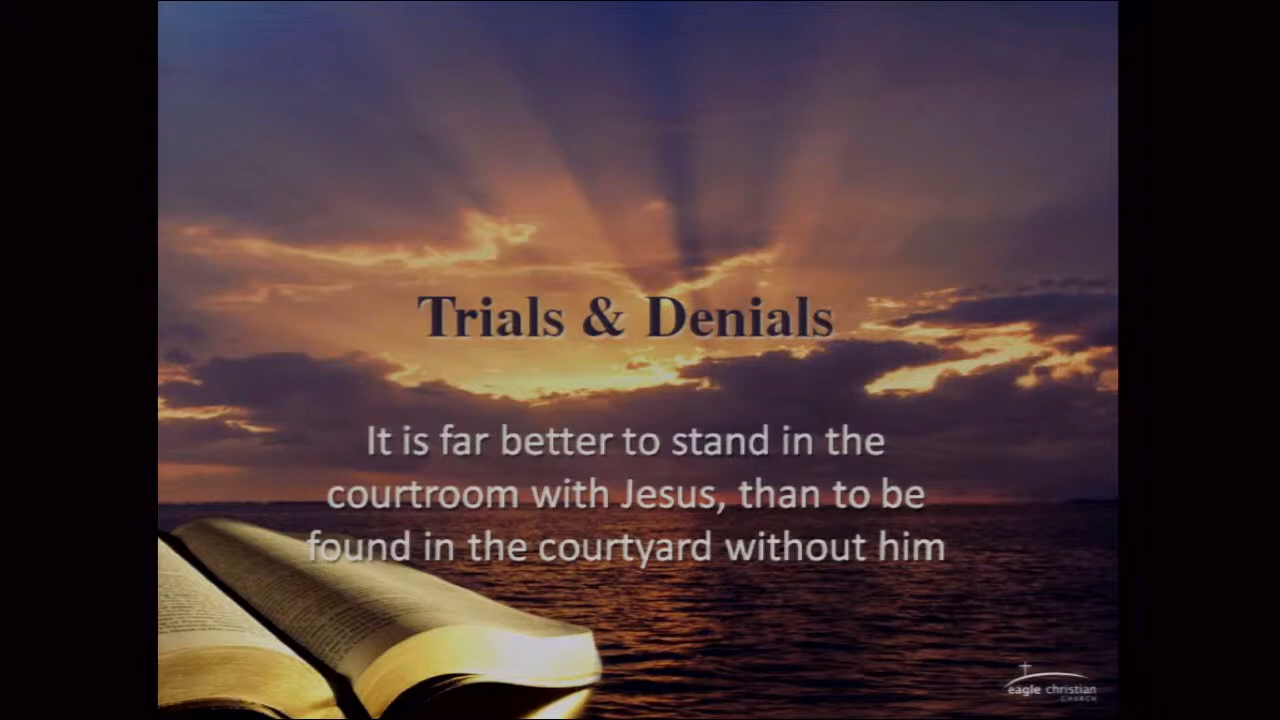 Trials & Denials
It is far better to stand in the
courtroom with Jesus, than to be
found in the courtyard without him
eagle christian
CHURCH